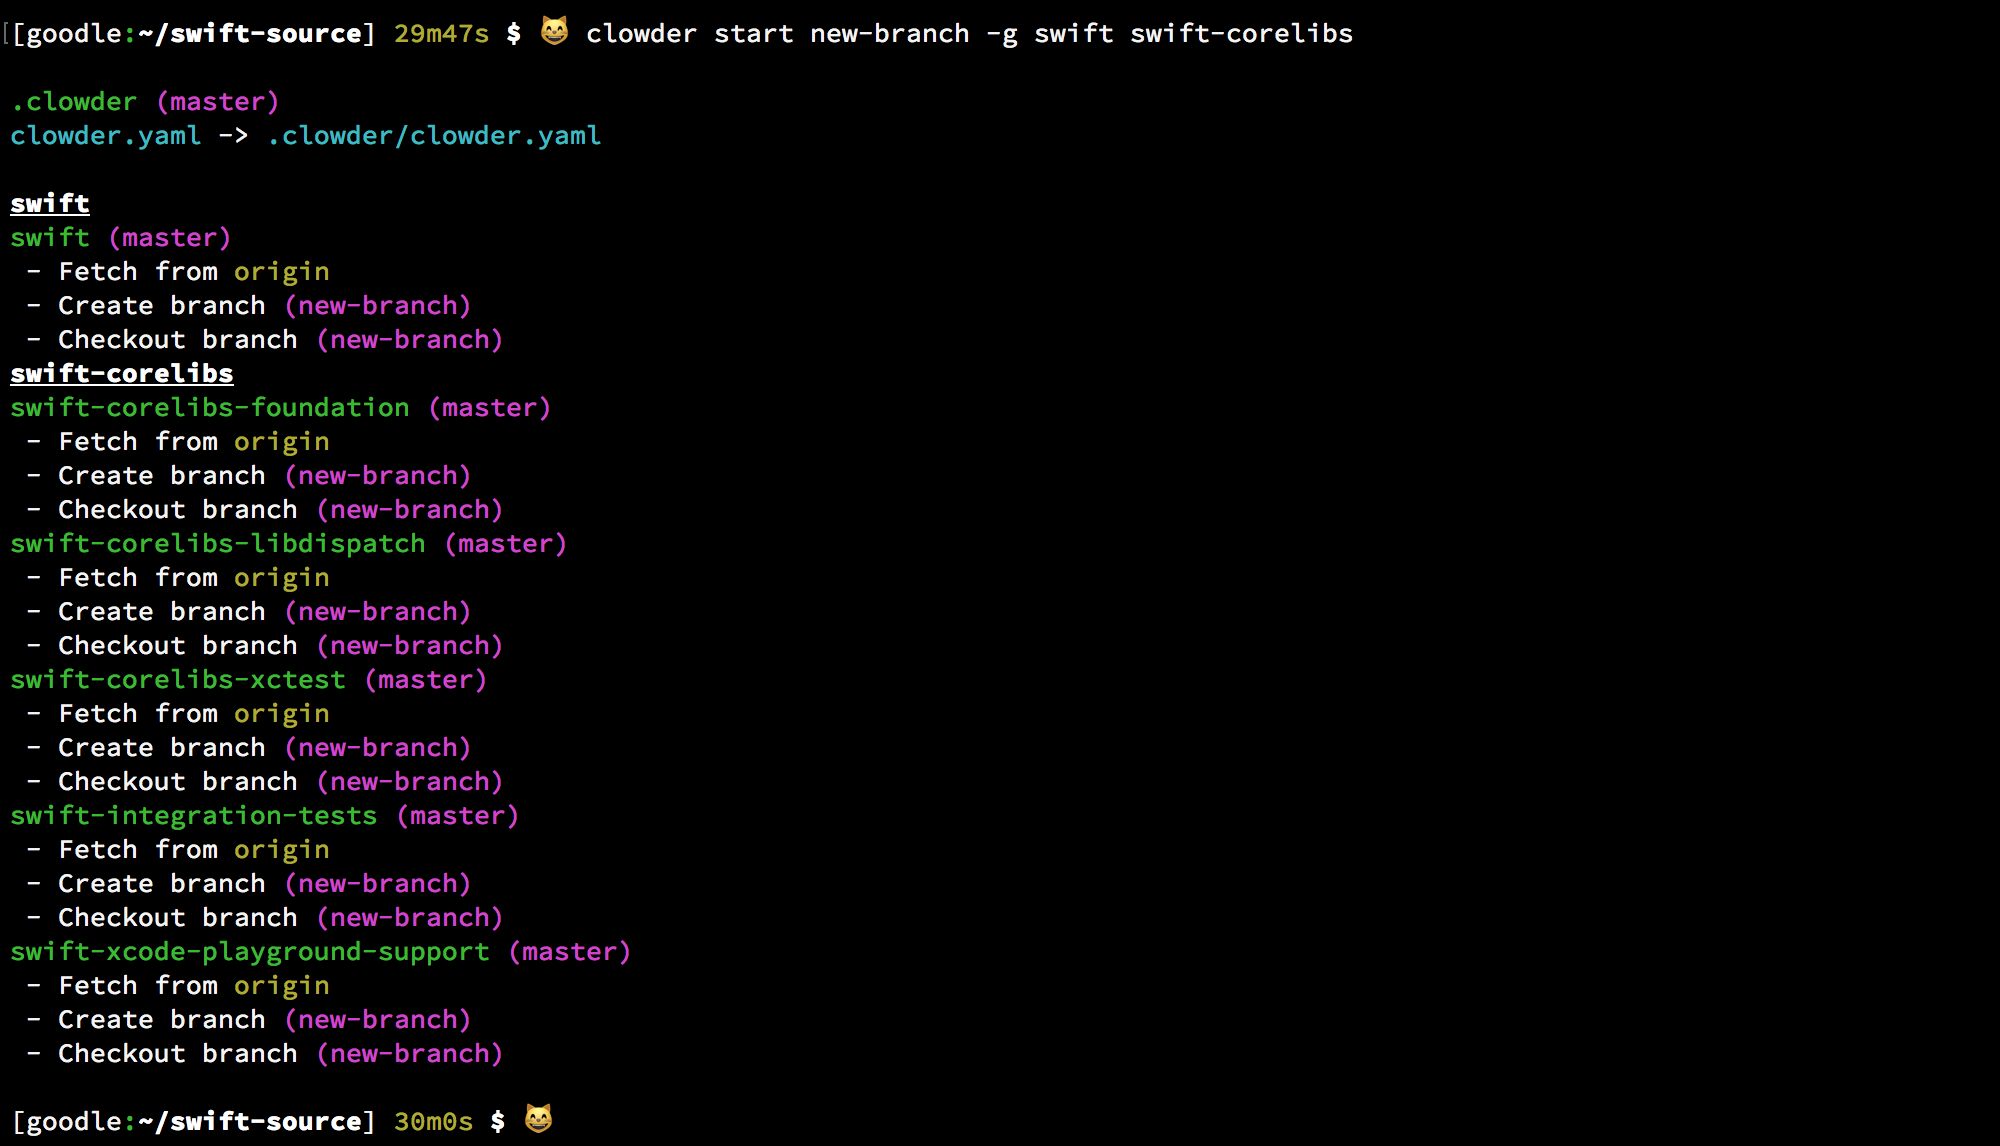 [[goodle:~/swift-source] 29m47s $ 😸 clowder start new-branch -g swift swift-corelibs
.clowder (master)
clowder.yaml -> .clowder/clowder.yaml
swift
swift (master)
- Fetch from origin
- Create branch (new-branch)
- Checkout branch (new-branch)
swift-corelibs
swift-corelibs-foundation (master)
- Fetch from origin
- Create branch (new-branch)
- Checkout branch (new-branch)
swift-corelibs-libdispatch (master)
- Fetch from origin
- Create branch (new-branch)
- Checkout branch (new-branch)
swift-corelibs-xctest (master)
- Fetch from origin
- Create branch (new-branch)
- Checkout branch (new-branch)
swift-integration-tests (master)
- Fetch from origin
- Create branch (new-branch)
- Checkout branch (new-branch)
swift-xcode-playground-support (master)
- Fetch from origin
- Create branch (new-branch)
- Checkout branch (new-branch)
[goodle:~/swift-source] 30m0s $ 😸